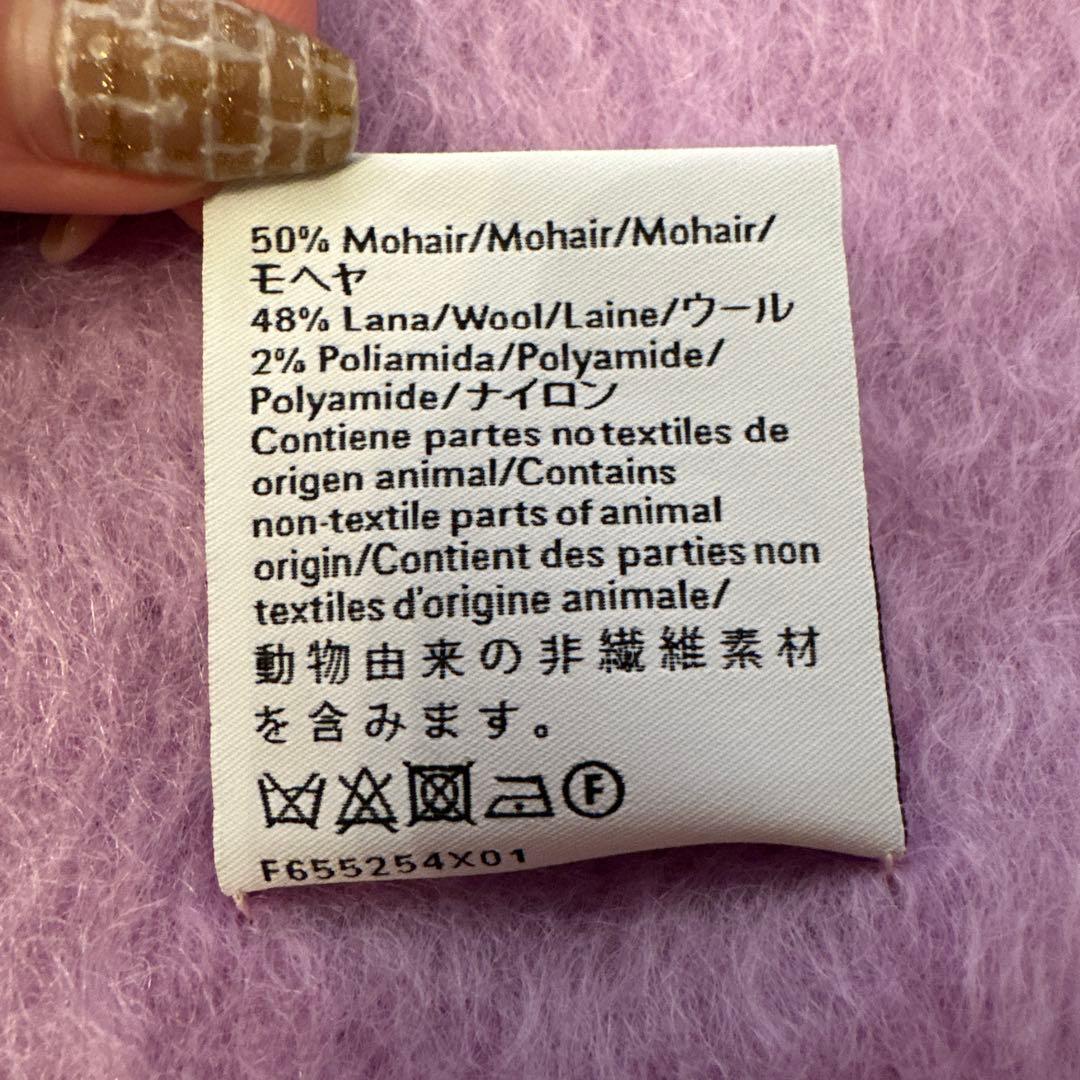 50% Mohair/Mohair/Mohair/
モヘヤ
48% Lana/Wool/Laine/ウール
2% Poliamida/Polyamide/
Polyamide/ナイロン
Contiene partes no textiles de
origen animal/Contains
non-textile parts of animal
origin/Contient des parties non
textiles d'origine animale/
動物由来の非繊維素材
を含みます。
F
F655254X01